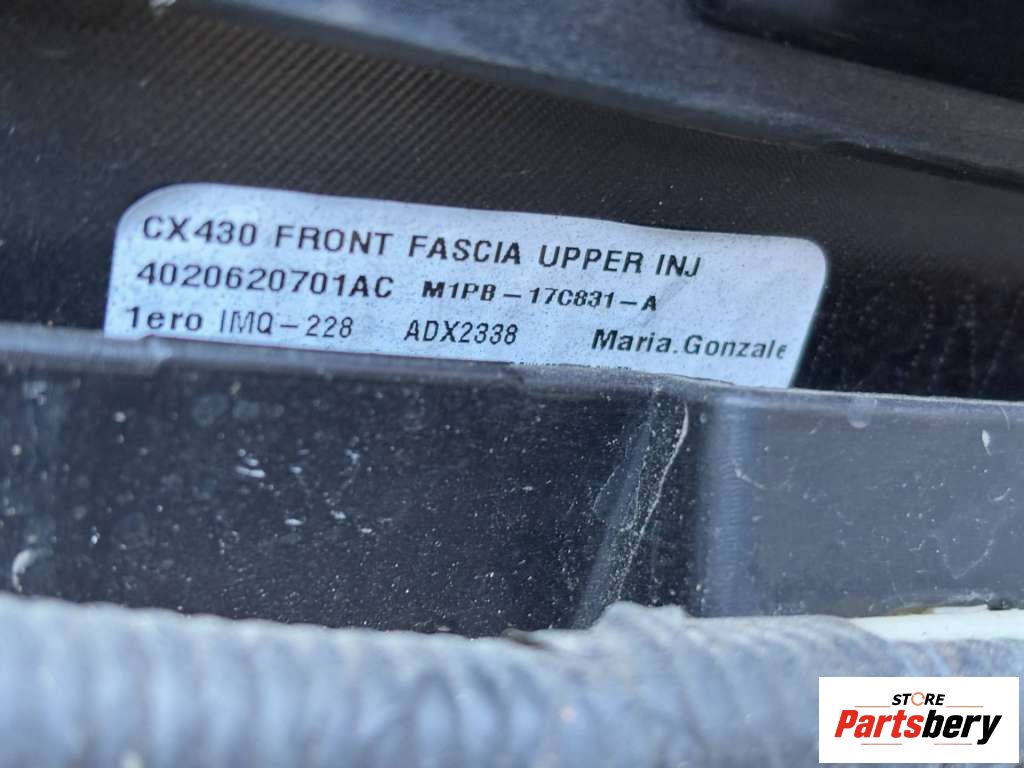 CX430 FRONT FASCIA UPPER INJ
4020620701AC M1PB-17C831-A
1ero IMQ-228 ADX2338 Maria.Gonzale
STORE
Partsbery